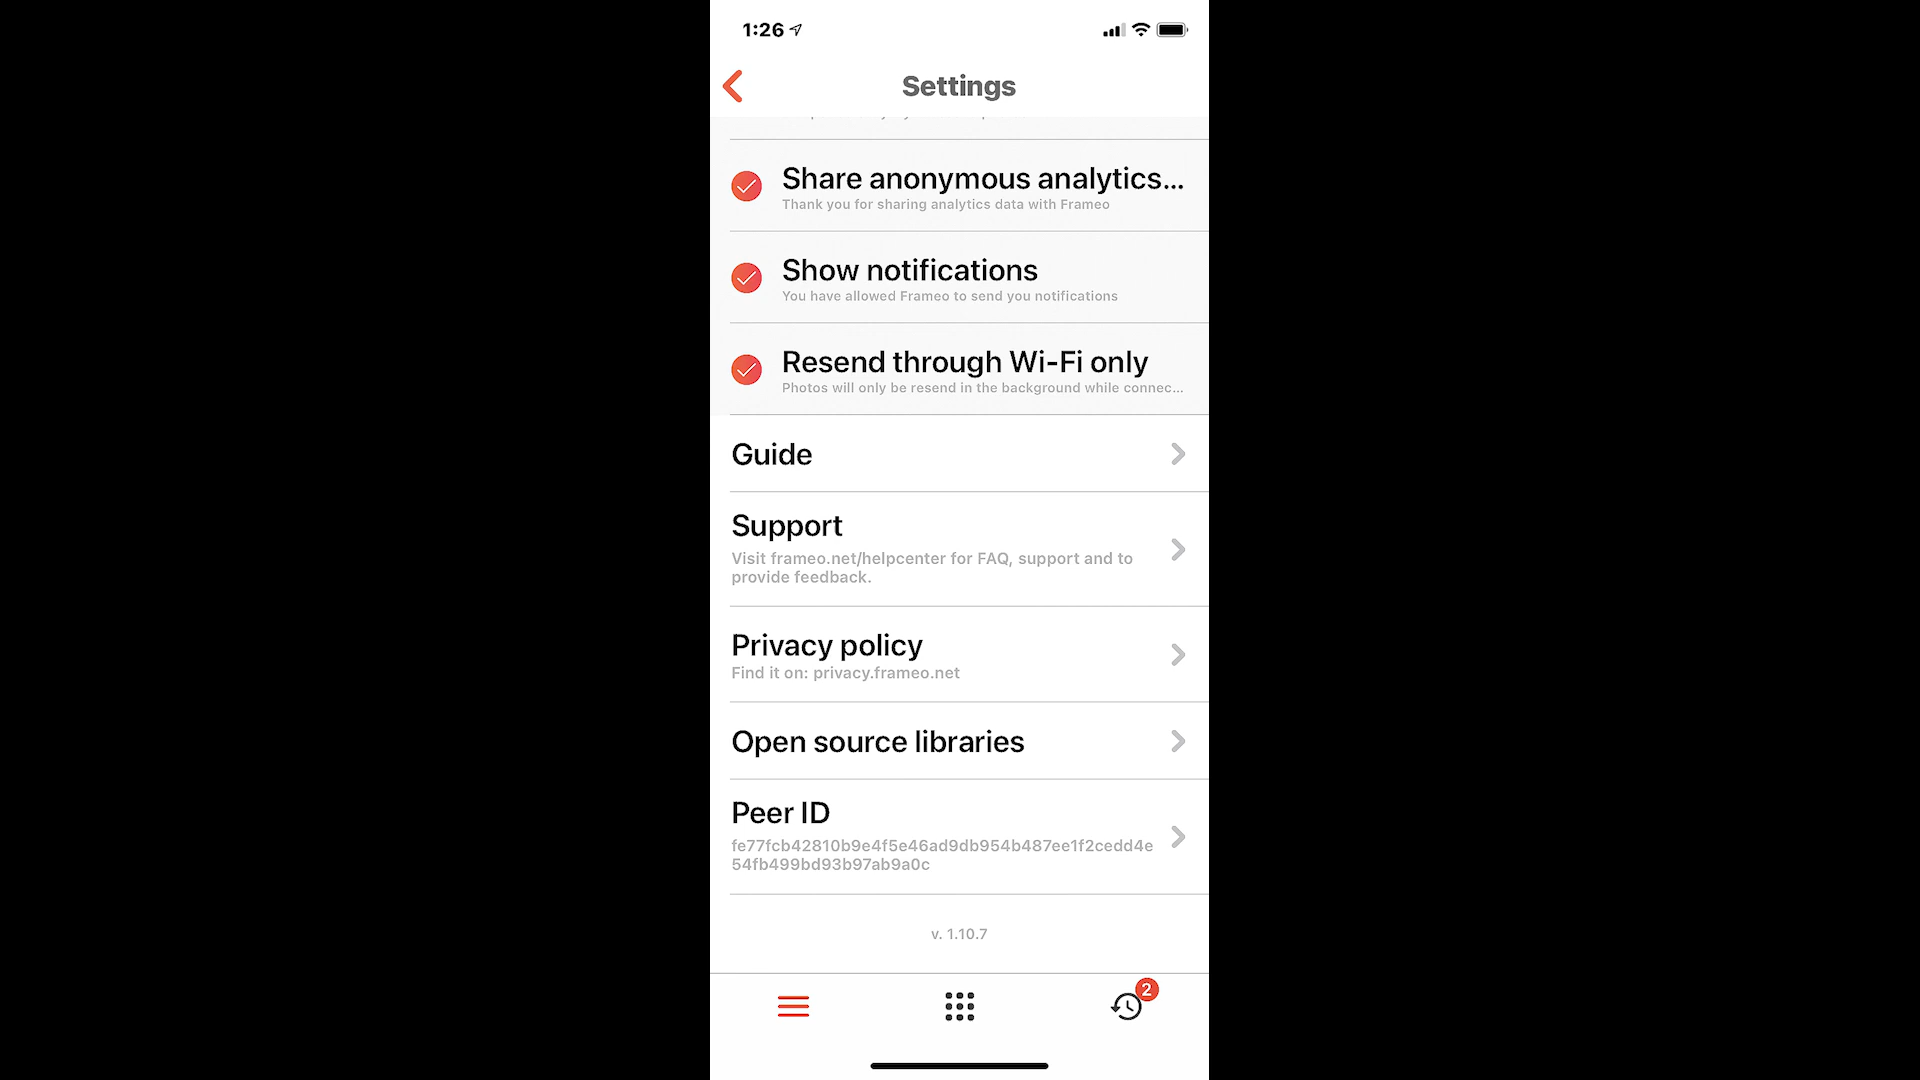 1:26
Settings
Share anonymous analytics...
Thank you for sharing analytics data with Frameo
Show notifications
You have allowed Frameo to send you notifications
Resend through Wi-Fi only
Photos will only be resend in the background while connec...
Guide
Support
Visit frameo.net/helpcenter for FAQ, support and to
provide feedback.
Privacy policy
Find it on: privacy.frameo.net
Open source libraries
Peer ID
fe77fcb42810b9e4f5e46ad9db954b487ee1f2cedd4e
54fb499bd93b97ab9a0c
v. 1.10.7
2